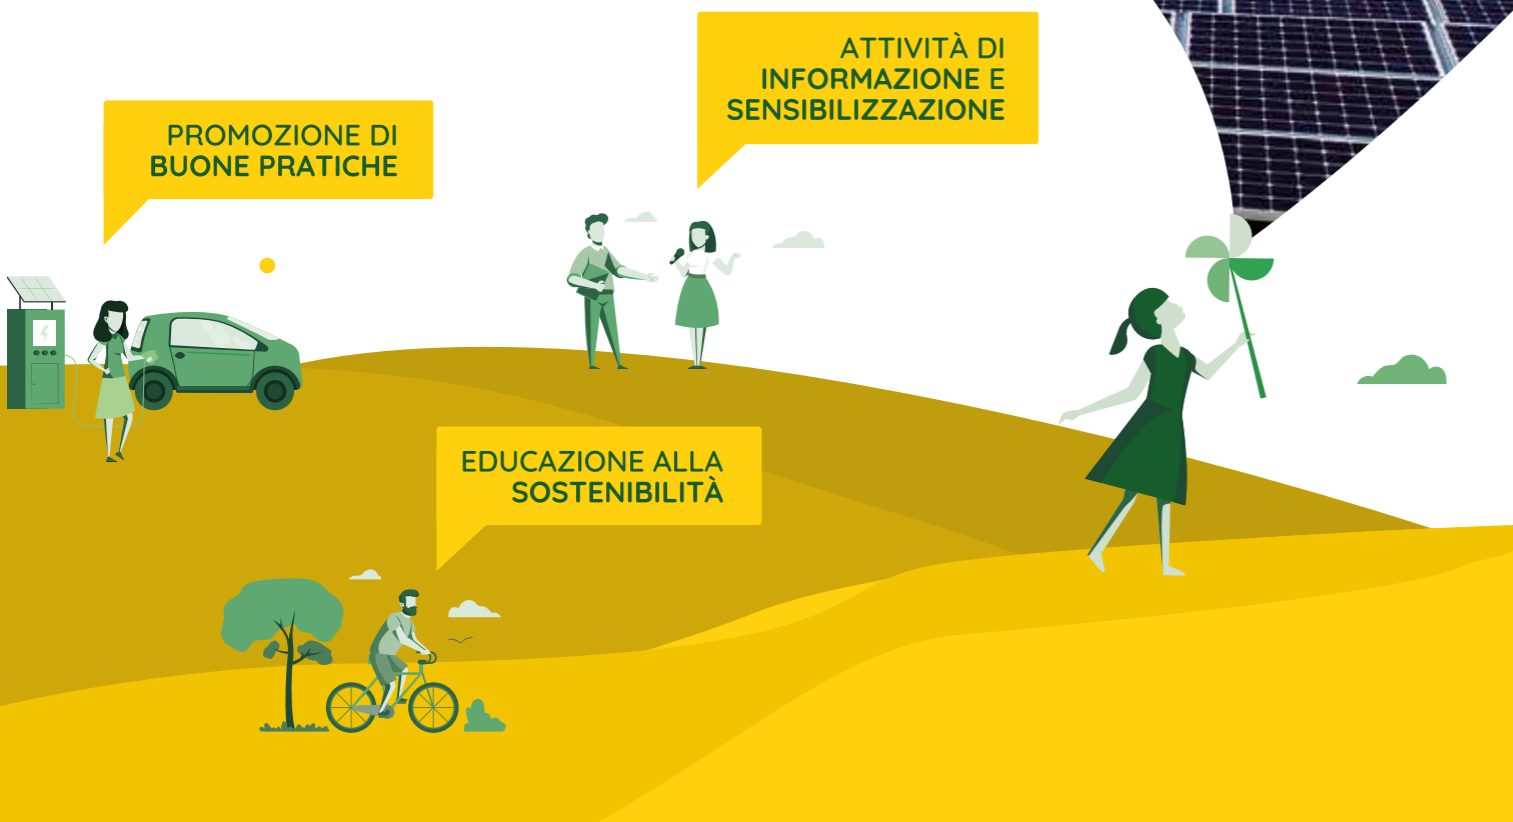 ATTIVITÀ DI
INFORMAZIONE E
SENSIBILIZZAZIONE
PROMOZIONE DI
BUONE PRATICHE
EDUCAZIONE ALLA
SOSTENIBILITÀ